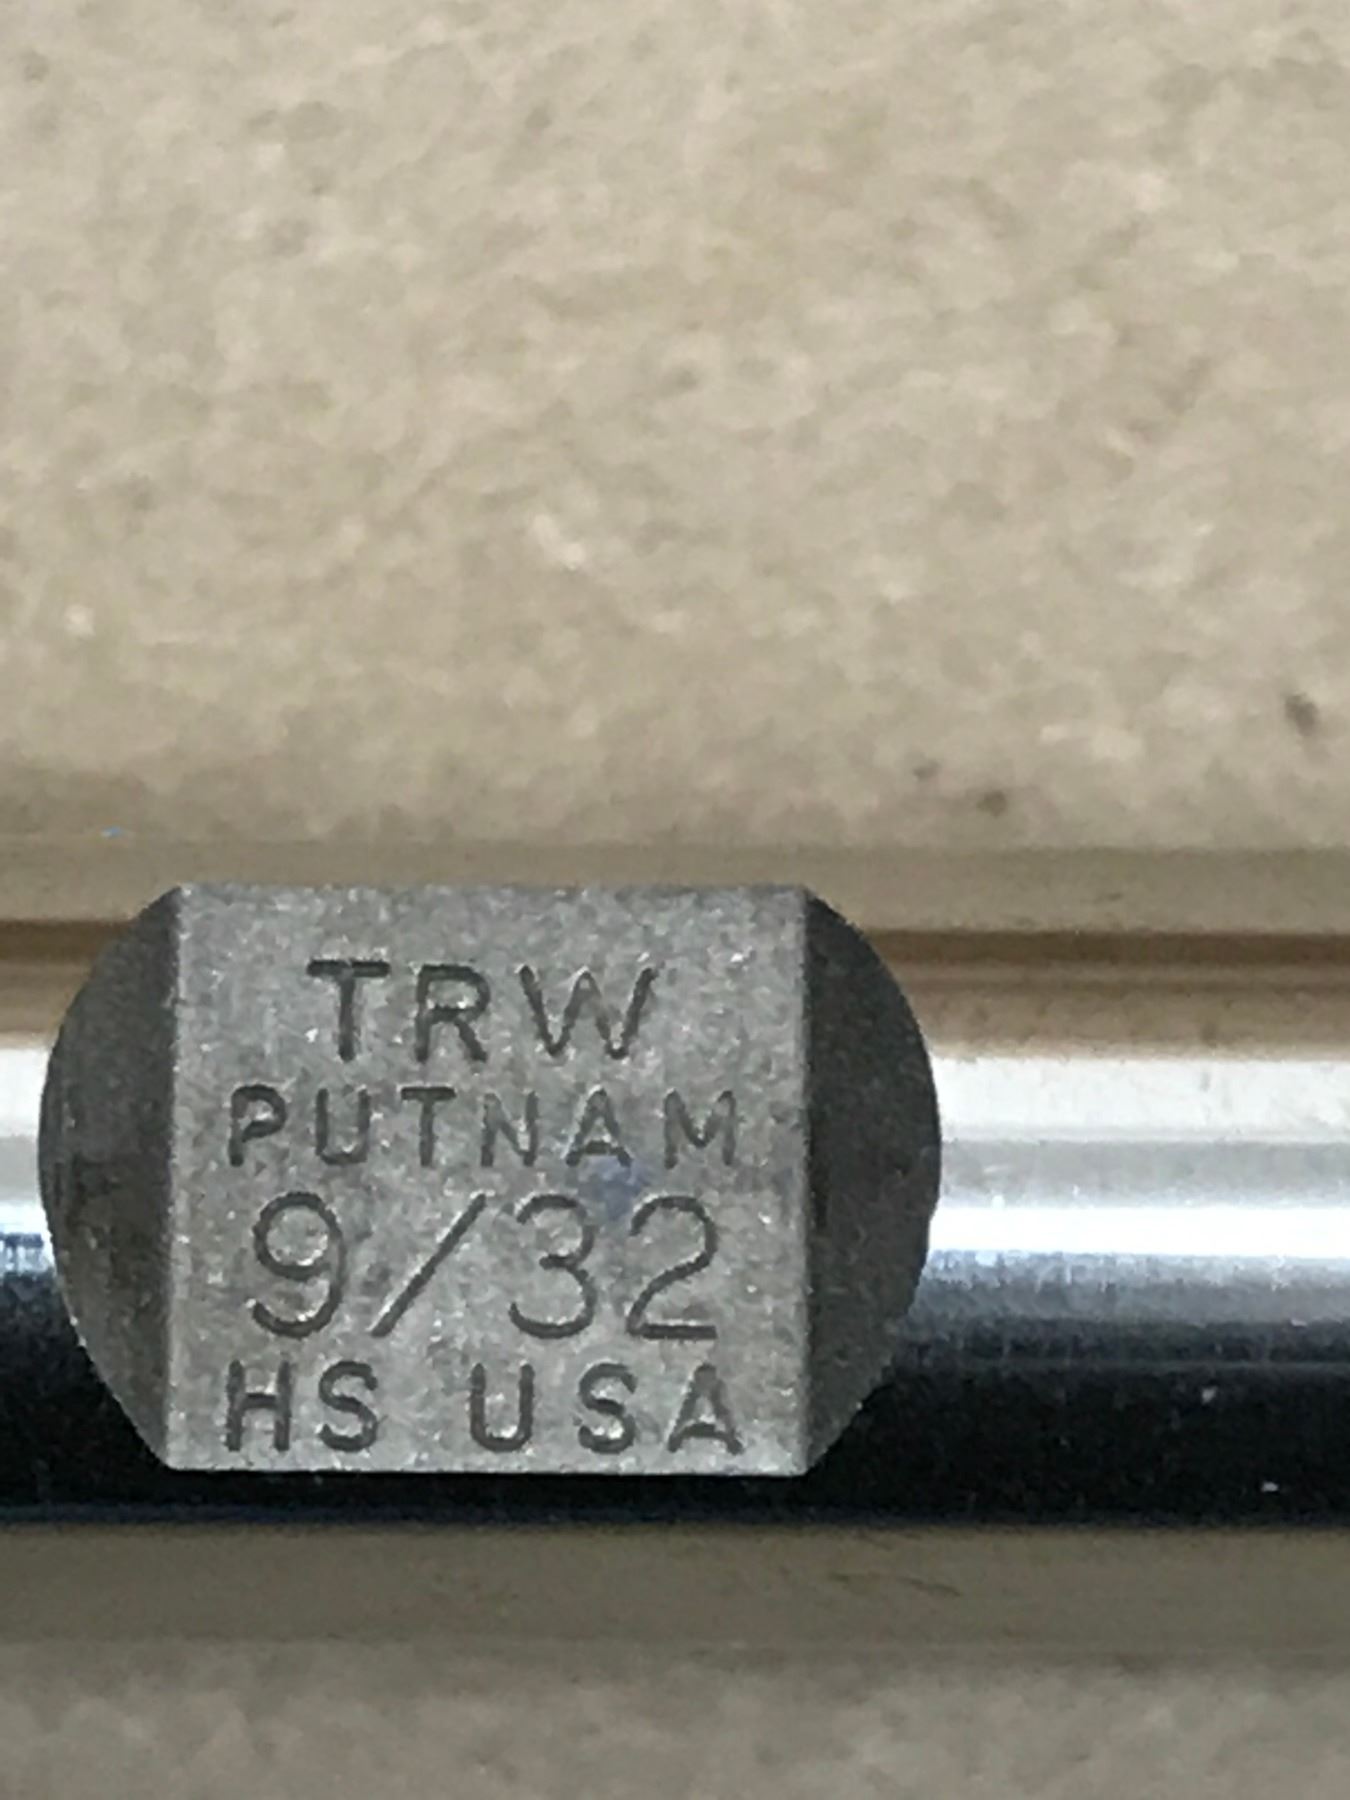 TRW
PUTNAM
9/32
HS USA